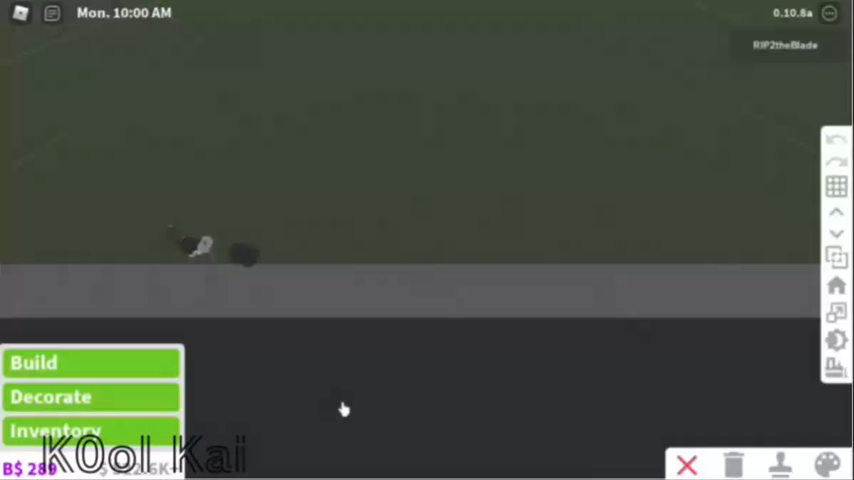 Mon. 10:00 AM
0.10.8a
RIP2theBlade
Build
Decorate
Inventory
K0ol Kai
B$ 289